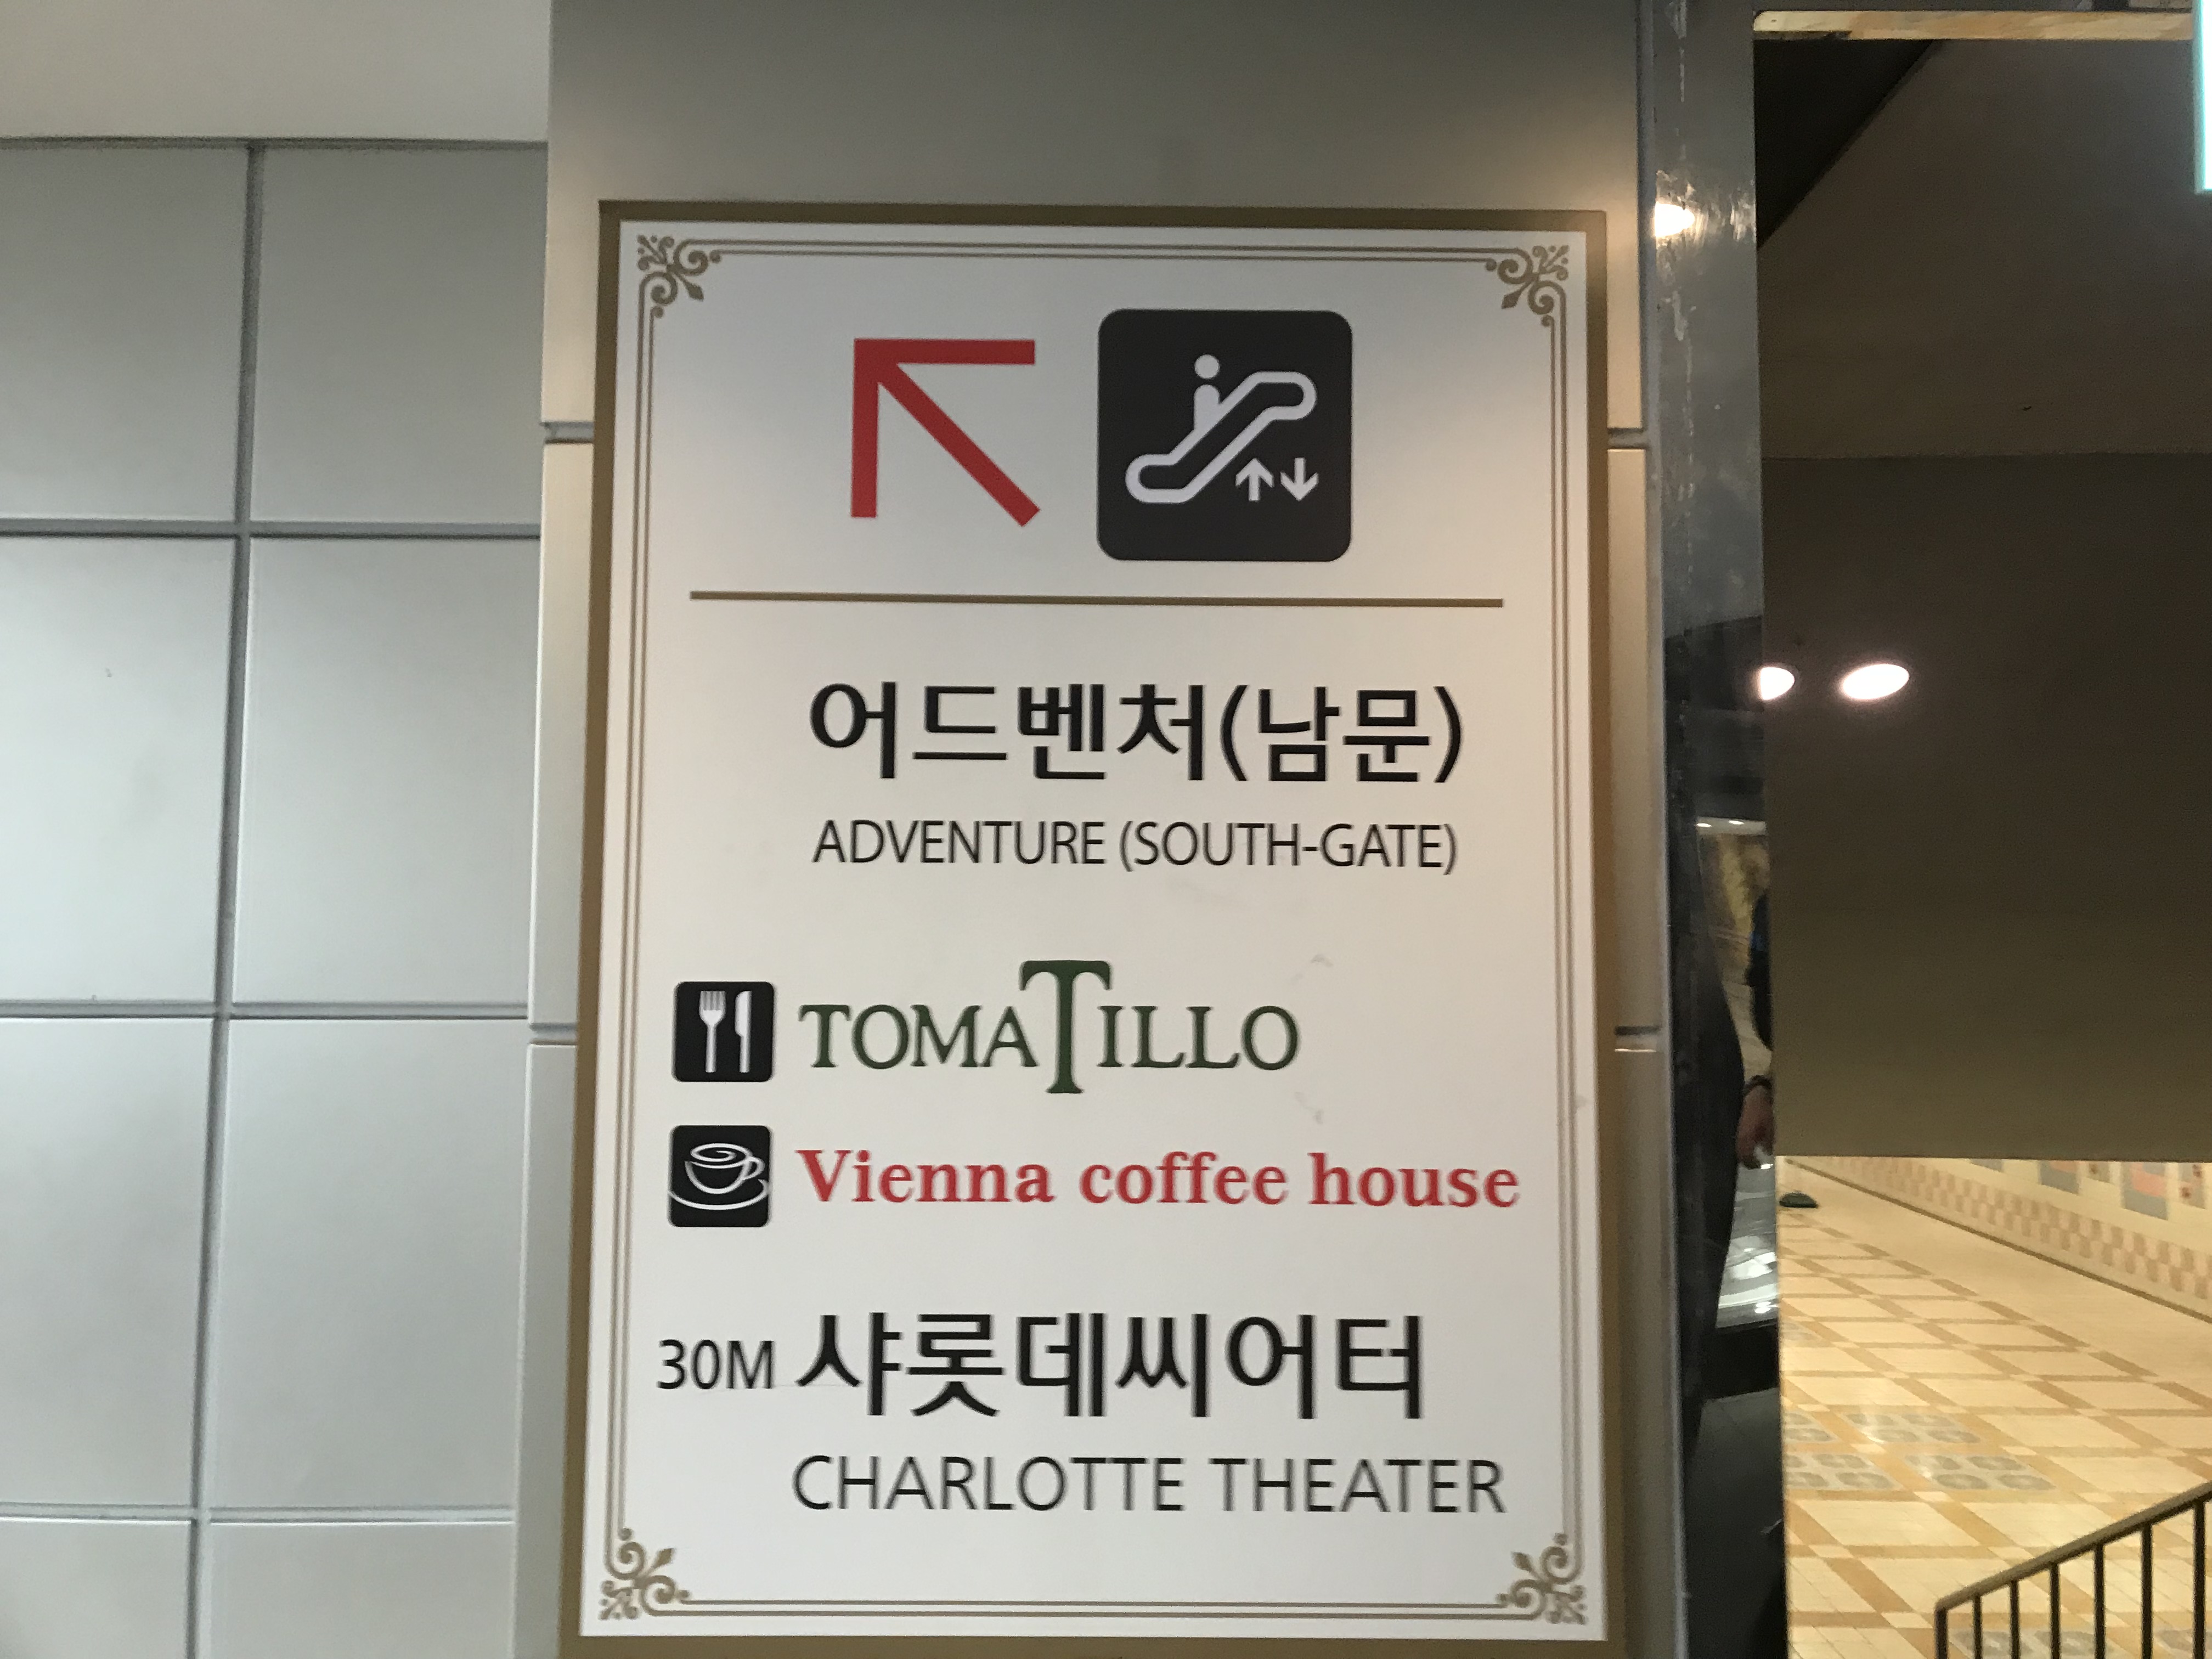 어드벤처(남문)
ADVENTURE (SOUTH-GATE)
TOMATILLO
Vienna coffee house
30M 샤롯데씨어터
CHARLOTTE THEATER